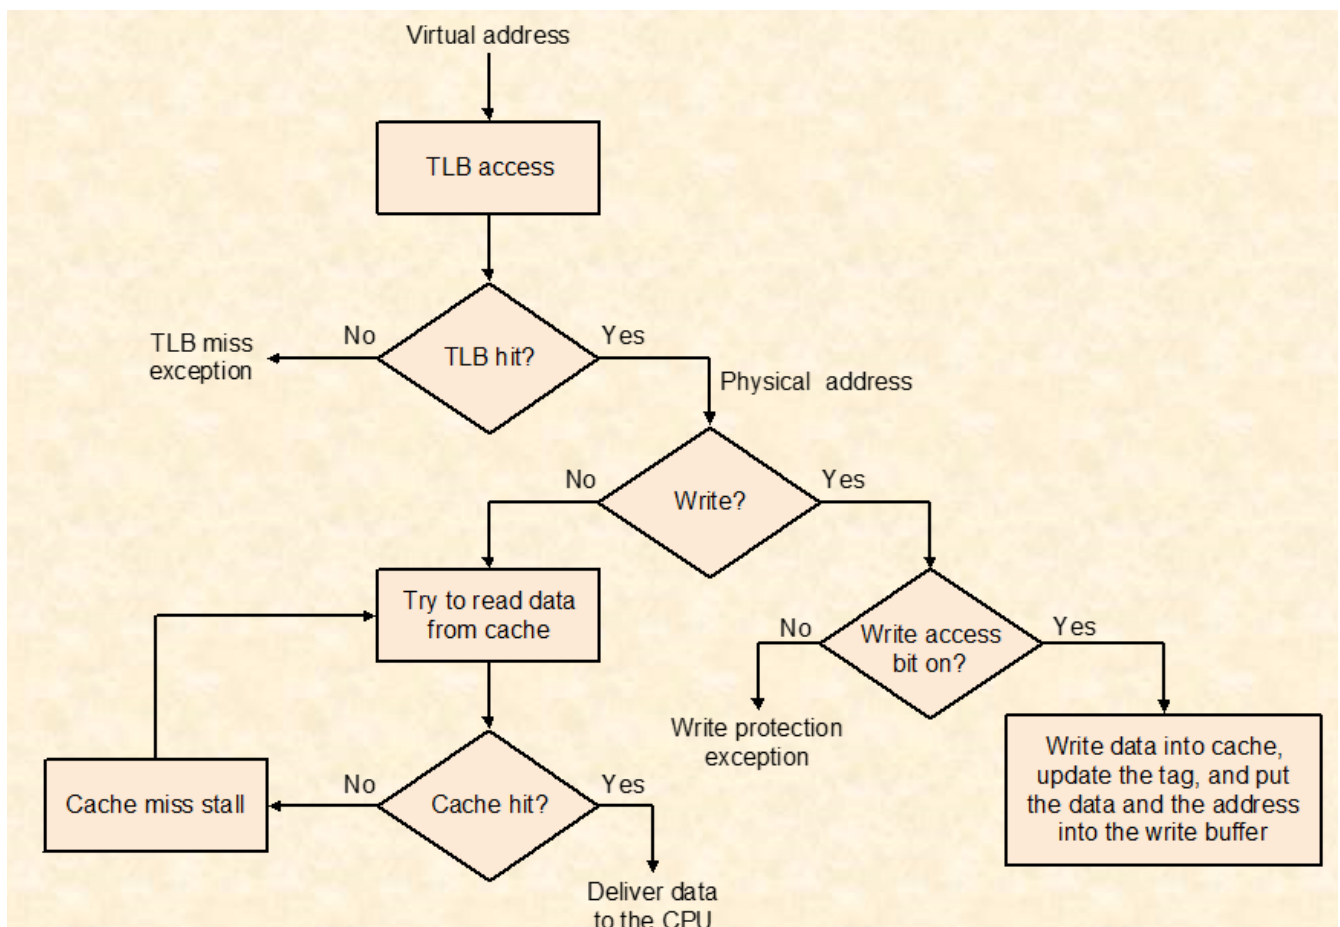 Virtual address
TLB access
No
Yes
TLB miss
exception
TLB hit?
Physical address
No
Yes
Write?
Try to read data
from cache
No
Yes
Write access
bit on?
Write protection
exception
Write data into cache,
update the tag, and put
the data and the address
into the write buffer
No
Yes
Cache miss stall
Cache hit?
Deliver data
to the CPU